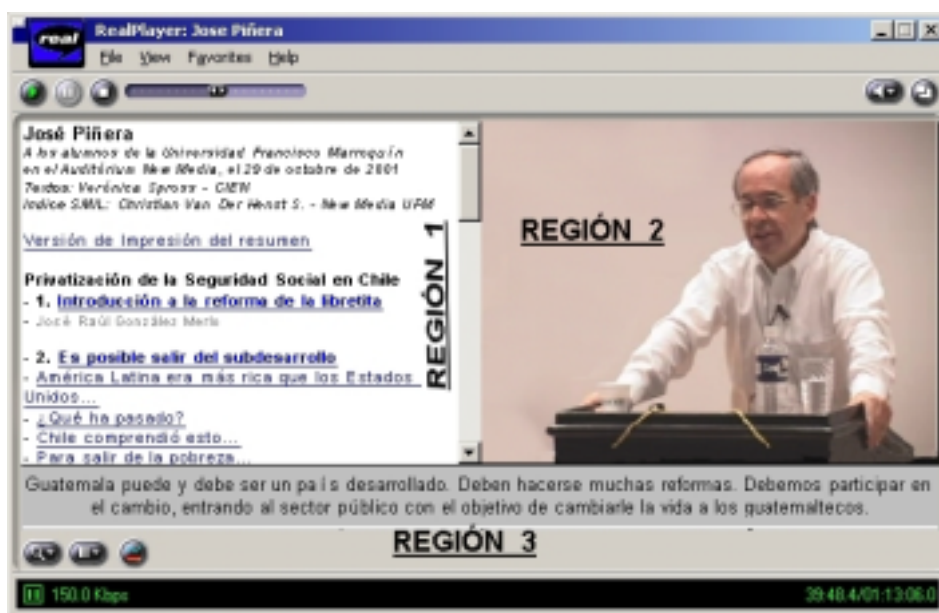 real RealPlayer: Jose Piñera
File View Favorites Help
José Piñera
A los alumnos de la Universidad Francisco Marroquín
en el Auditórium New Media, el 29 de octubre de 2001
Textos: Verónica Spross - CIEN
Indice SMIL: Christian Van Der Henst S. - New Media UFM
Versión de Impresión del resumen
Privatización de la Seguridad Social en Chile
- 1. Introducción a la reforma de la libretita
- José Raúl González Merlo
- 2. Es posible salir del subdesarrollo
- América Latina era más rica que los Estados
Unidos...
- ¿Qué ha pasado?
- Chile comprendió esto...
- Para salir de la pobreza...
REGIÓN 1
REGIÓN 2
Guatemala puede y debe ser un país desarrollado. Deben hacerse muchas reformas. Debemos participar en
el cambio, entrando al sector público con el objetivo de cambiarle la vida a los guatemaltecos.
REGIÓN 3
150.0 Kbps
39:48.4/01:13:06.0